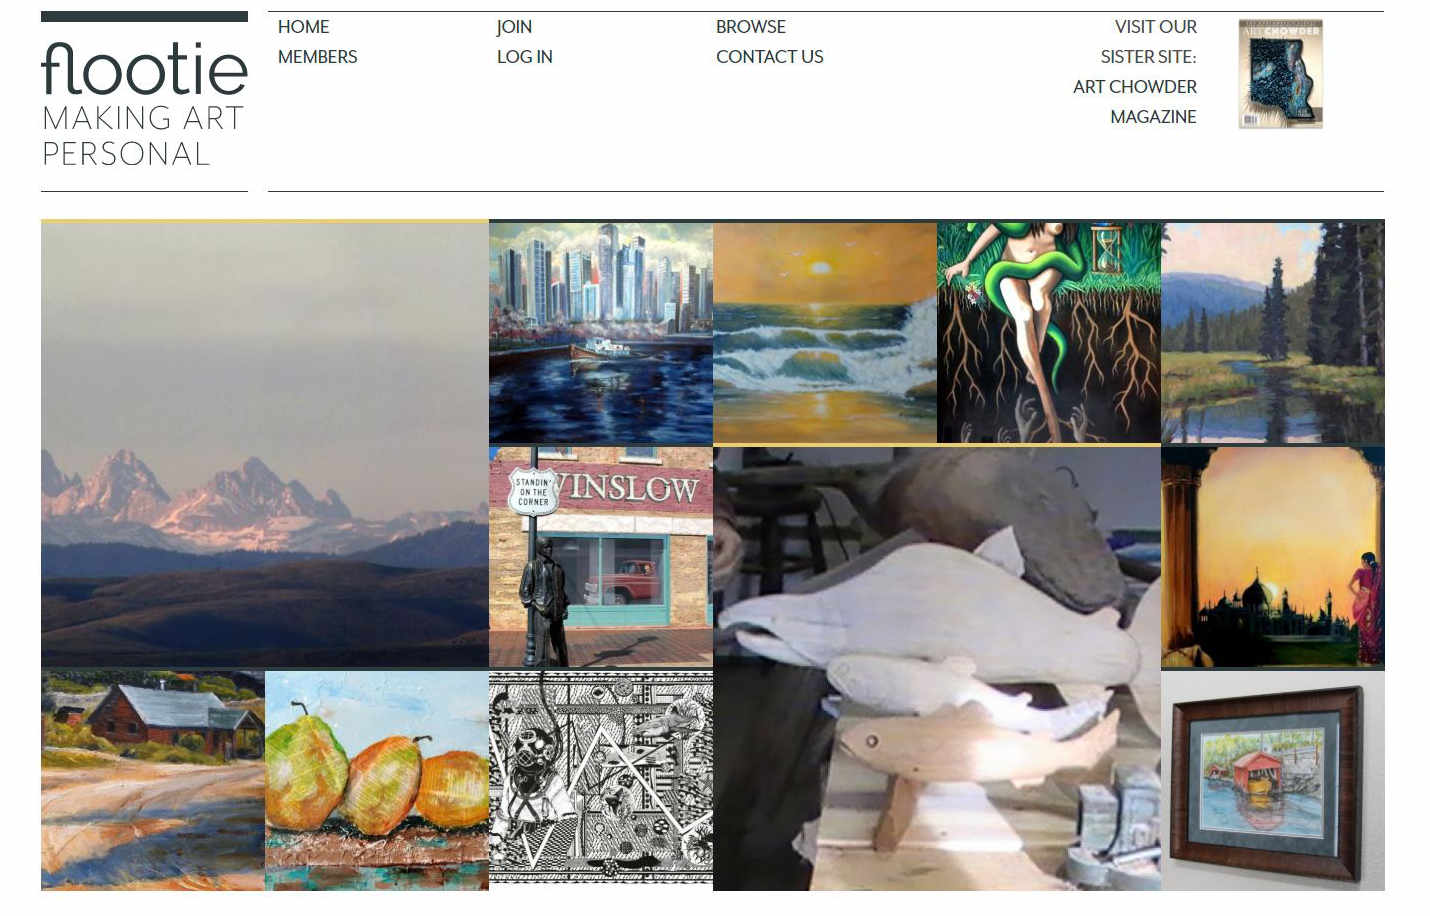 flootie
MAKING ART
PERSONAL
HOME
MEMBERS
JOIN
LOG IN
BROWSE
CONTACT US
VISIT OUR
SISTER SITE:
ART CHOWDER
MAGAZINE
ART CHOWDER
STANDIN'
ON THE
CORNER
WINSLOW